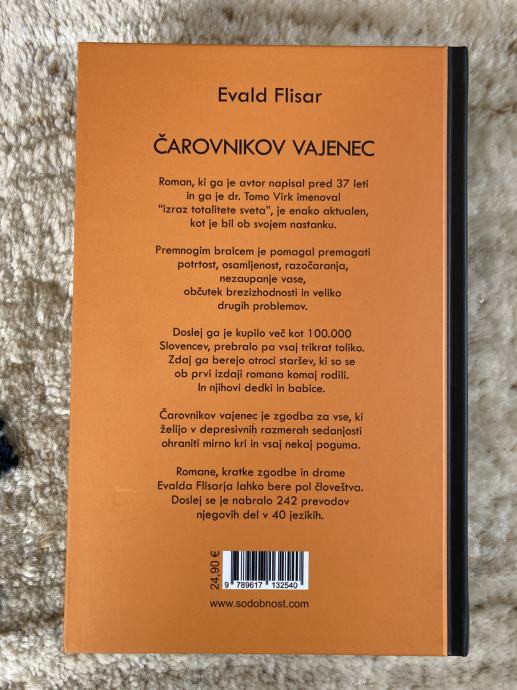 Evald Flisar
ČAROVNIKOV VAJENEC
Roman, ki ga je avtor napisal pred 37 leti
in ga je dr. Tomo Virk imenoval
"izraz totalitete sveta", je enako aktualen,
kot je bil ob svojem nastanku.
Premnogim bralcem je pomagal premagati
potrtost, osamljenost, razočaranja,
nezaupanje vase,
občutek brezizhodnosti in veliko
drugih problemov.
Doslej ga je kupilo več kot 100.000
Slovencev, prebralo pa vsaj trikrat toliko.
Zdaj ga berejo otroci staršev, ki so se
ob prvi izdaji romana komaj rodili.
In njihovi dedki in babice.
Čarovnikov vajenec je zgodba za vse, ki
želijo v depresivnih razmerah sedanjosti
ohraniti mirno kri in vsaj nekaj poguma.
Romane, kratke zgodbe in drame
Evalda Flisarja lahko bere pol človeštva.
Doslej se je nabralo 242 prevodov
njegovih del v 40 jezikih.
24,90 €
9 789617 132540
www.sodobnost.com